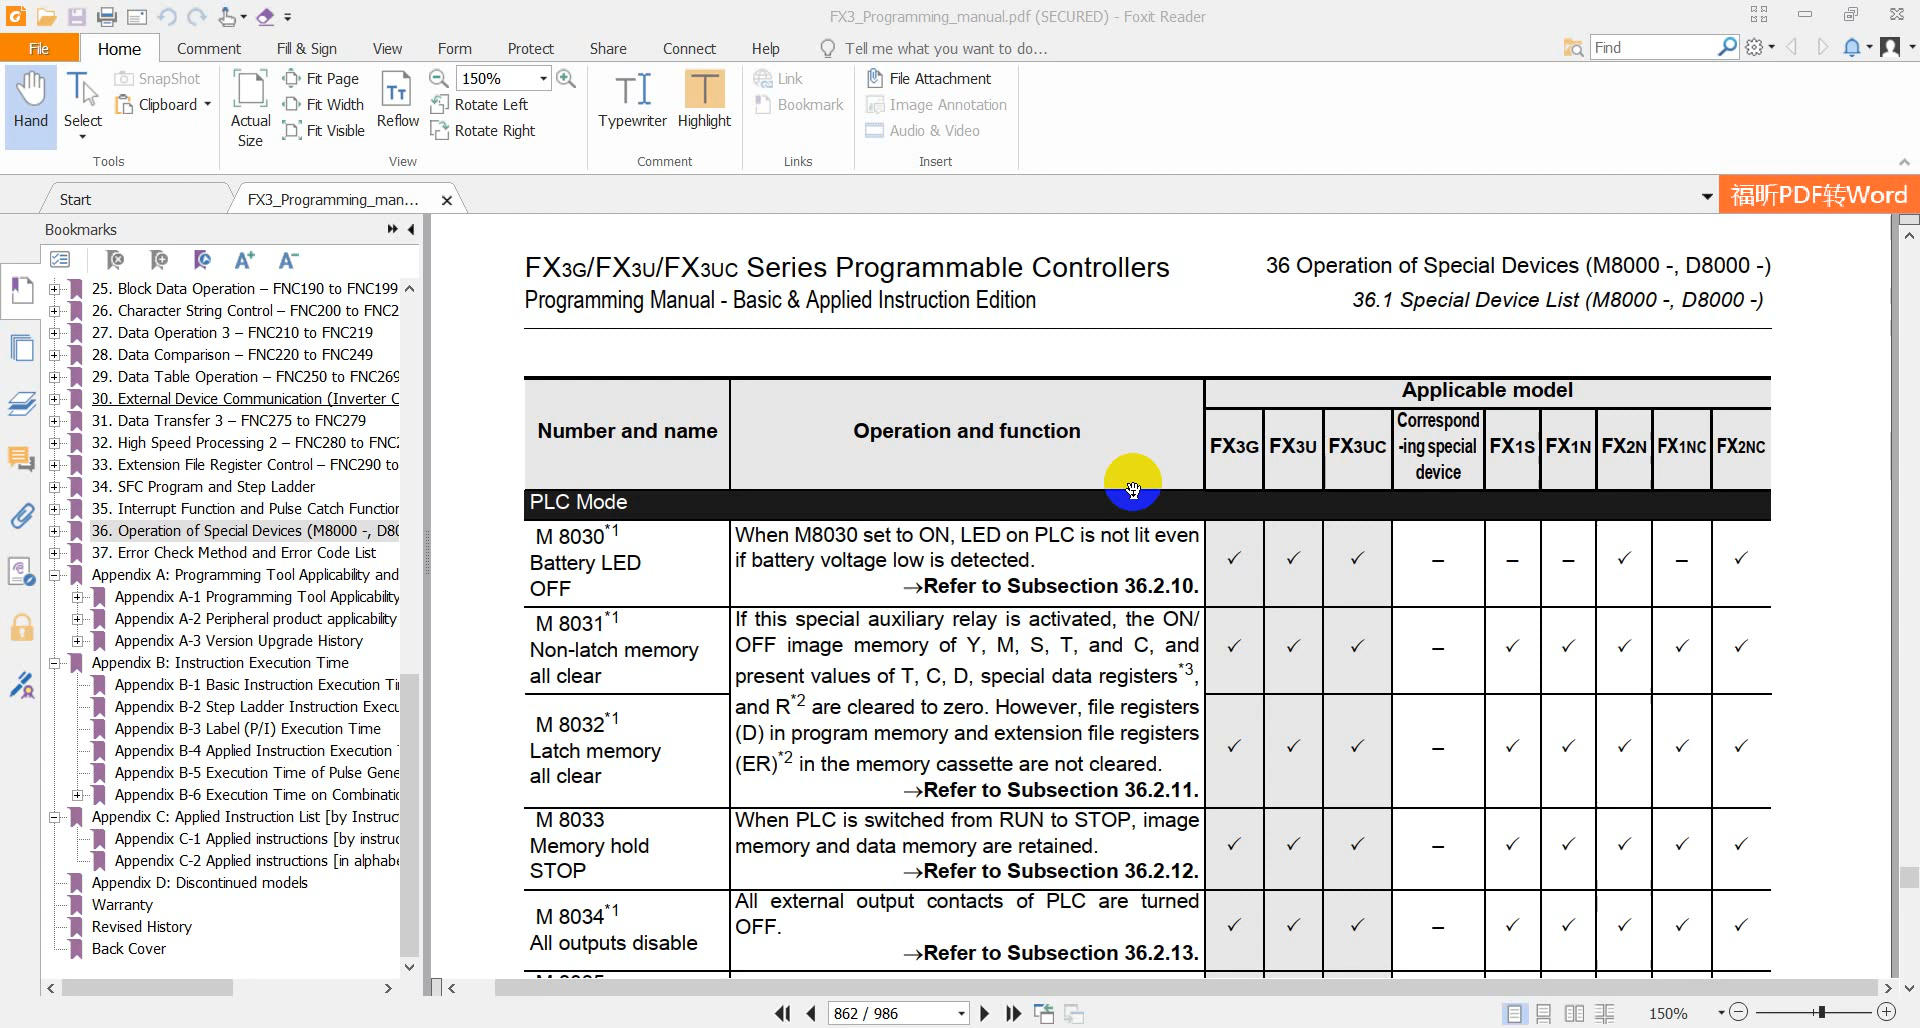 FX3_Programming_manual.pdf (SECURED) - Foxit Reader
File Home Comment Fill & Sign View Form Protect Share Connect Help Tell me what you want to do... Find
Hand
Select
SnapShot
Clipboard
Tools
Actual
Size
Fit Page
Fit Width
Fit Visible
Reflow
150%
Rotate Left
Rotate Right
View
Typewriter
Highlight
Comment
Link
Bookmark
Links
File Attachment
Image Annotation
Audio & Video
Insert
Start
FX3_Programming_man...
福昕PDF转Word
Bookmarks
25. Block Data Operation – FNC190 to FNC199
26. Character String Control – FNC200 to FNC2
27. Data Operation 3 – FNC210 to FNC219
28. Data Comparison – FNC220 to FNC249
29. Data Table Operation – FNC250 to FNC269
30. External Device Communication (Inverter C
31. Data Transfer 3 – FNC275 to FNC279
32. High Speed Processing 2 – FNC280 to FNC2
33. Extension File Register Control – FNC290 to
34. SFC Program and Step Ladder
35. Interrupt Function and Pulse Catch Function
36. Operation of Special Devices (M8000 -, D80
37. Error Check Method and Error Code List
Appendix A: Programming Tool Applicability and
Appendix A-1 Programming Tool Applicability
Appendix A-2 Peripheral product applicability
Appendix A-3 Version Upgrade History
Appendix B: Instruction Execution Time
Appendix B-1 Basic Instruction Execution Ti
Appendix B-2 Step Ladder Instruction Execu
Appendix B-3 Label (P/I) Execution Time
Appendix B-4 Applied Instruction Execution T
Appendix B-5 Execution Time of Pulse Gene
Appendix B-6 Execution Time on Combinatio
Appendix C: Applied Instruction List [by Instruc
Appendix C-1 Applied instructions [by instruc
Appendix C-2 Applied instructions [in alphabe
Appendix D: Discontinued models
Warranty
Revised History
Back Cover
FX3G/FX3U/FX3UC Series Programmable Controllers
Programming Manual - Basic & Applied Instruction Edition
36 Operation of Special Devices (M8000 -, D8000 -)
36.1 Special Device List (M8000 -, D8000 -)
Number and name
Operation and function
Applicable model
FX3G FX3U FX3UC
Correspond
-ing special
device
FX1S FX1N FX2N FX1NC FX2NC
PLC Mode
M 8030*1
Battery LED
OFF
When M8030 set to ON, LED on PLC is not lit even
if battery voltage low is detected.
→Refer to Subsection 36.2.10.
✓ ✓ ✓ – – – ✓ – ✓
M 8031*1
Non-latch memory
all clear
✓ ✓ ✓ – ✓ ✓ ✓ ✓ ✓
M 8032*1
Latch memory
all clear
If this special auxiliary relay is activated, the ON/
OFF image memory of Y, M, S, T, and C, and
present values of T, C, D, special data registers*3,
and R*2 are cleared to zero. However, file registers
(D) in program memory and extension file registers
(ER)*2 in the memory cassette are not cleared.
→Refer to Subsection 36.2.11.
✓ ✓ ✓ – ✓ ✓ ✓ ✓ ✓
M 8033
Memory hold
STOP
When PLC is switched from RUN to STOP, image
memory and data memory are retained.
→Refer to Subsection 36.2.12.
✓ ✓ ✓ – ✓ ✓ ✓ ✓ ✓
M 8034*1
All outputs disable
All external output contacts of PLC are turned
OFF.
→Refer to Subsection 36.2.13.
✓ ✓ ✓ – ✓ ✓ ✓ ✓ ✓
862 / 986
150%